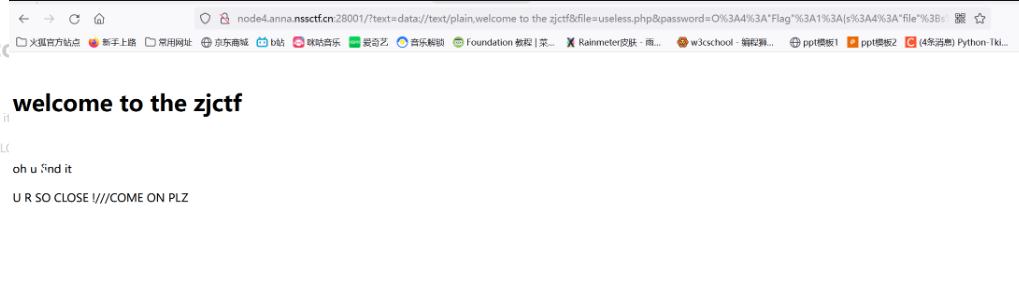 node4.anna.nssctf.cn:28001/?text=data://text/plain,welcome to the zjctf&file=useless.php&password=O%3A4%3A"Flag"%3A1%3A{s%3A4%3A"file"%3Bs
火狐官方站点 新手上路 常用网址 京东商城 b站 咪咕音乐 爱奇艺 音乐解锁 Foundation 教程 | 菜... Rainmeter皮肤 - 雨... w3cschool - 编程狮... ppt模板1 ppt模板2 (4条消息) Python-Tki...
welcome to the zjctf
oh u find it
U R SO CLOSE !///COME ON PLZ